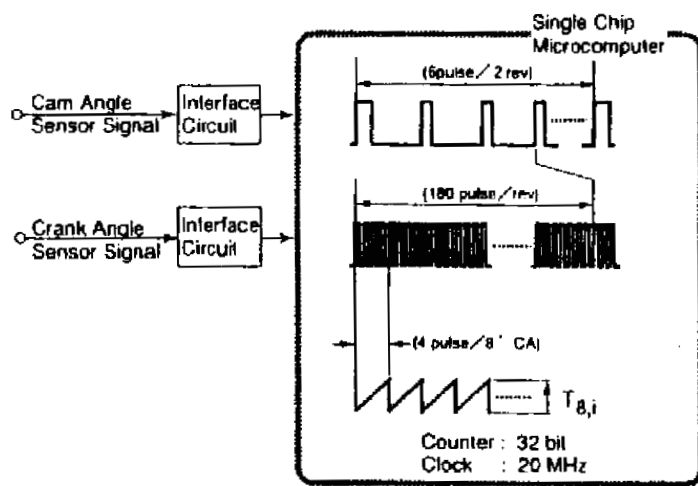 Single Chip
Microcomputer
(6pulse/ 2 rev)
Cam Angle
Sensor Signal
Interface
Circuit
(180 pulse/rev)
Crank Angle
Sensor Signal
Interface
Circuit
(4 pulse/8° CA)
T8,i
Counter : 32 bit
Clock : 20 MHz